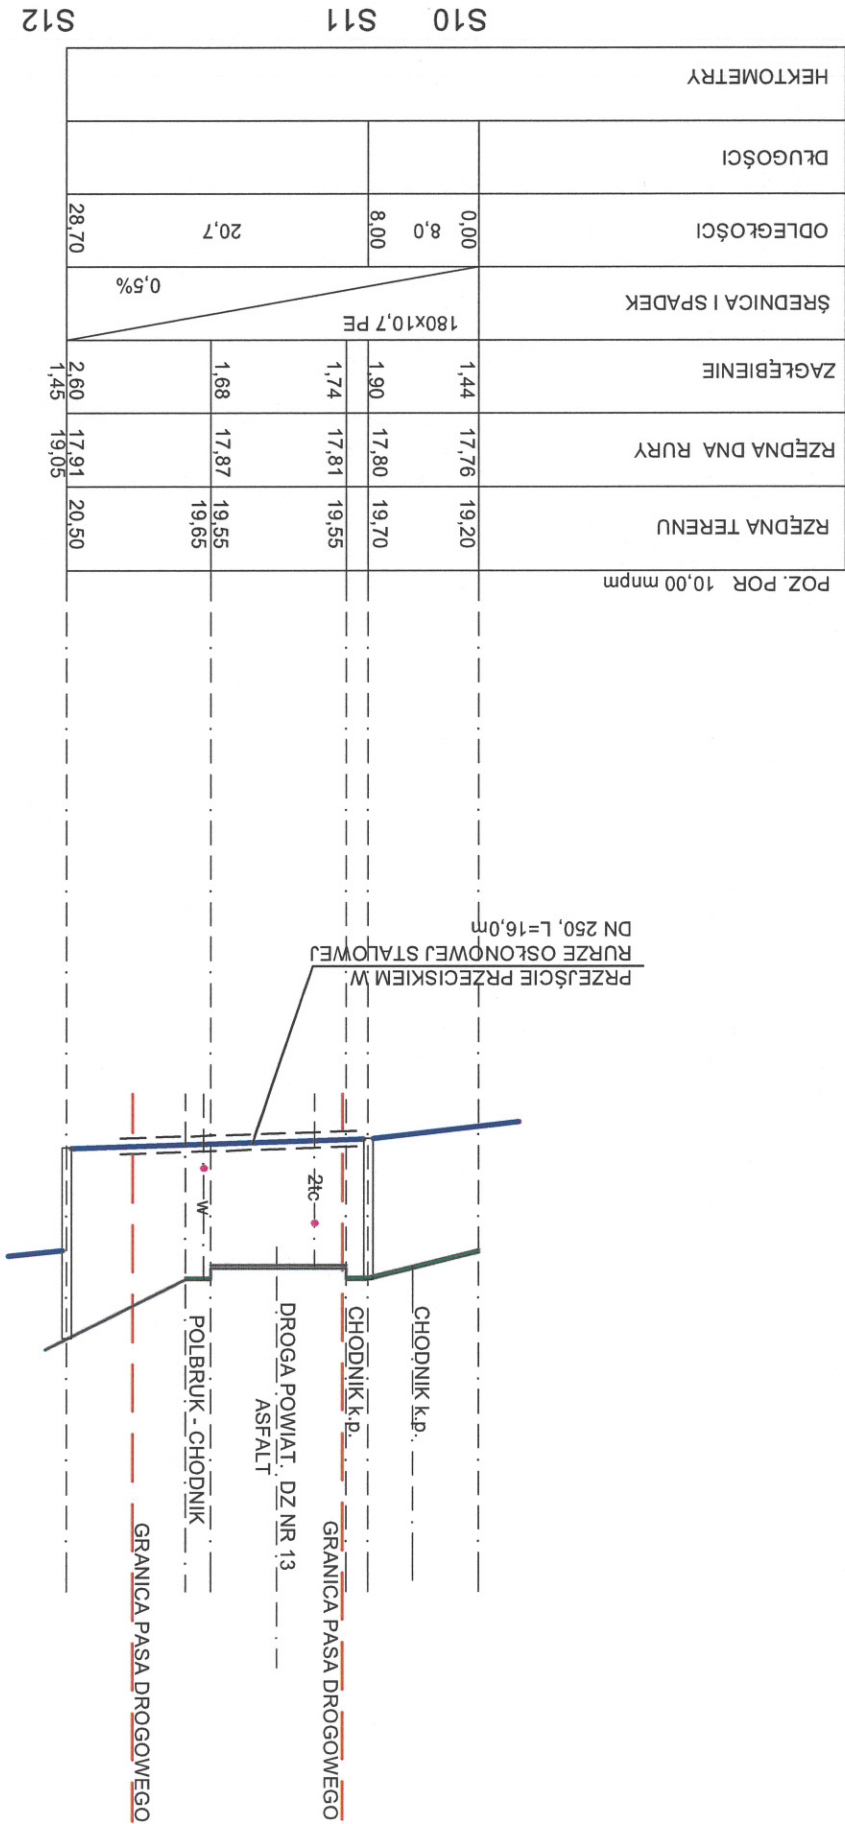 GRANICA PASA DROGOWEGO
GRANICA PASA DROGOWEGO
CHODNIK k.p.
CHODNIK k.p.
DROGA POWIAT. DZ NR 13
ASFALT
POLBRUK - CHODNIK
2tc
w
PRZEJŚCIE PRZECISKIEM W
RURZE OSŁONOWEJ STALOWEJ
DN 250, L=16,0m
POZ. POR 10,00 mnpm
RZĘDNA TERENU 19,20 19,70 19,55 19,55 19,65 20,50
RZĘDNA DNA RURY 17,76 17,80 17,81 17,87 17,91 19,05
ZAGŁĘBIENIE 1,44 1,90 1,74 1,68 2,60 1,45
ŚREDNICA I SPADEK 180x10,7 PE 0,5%
ODLEGŁOŚCI 0,00 8,0 8,00 20,7 28,70
DŁUGOŚCI
HEKTOMETRY
S10 S11 S12